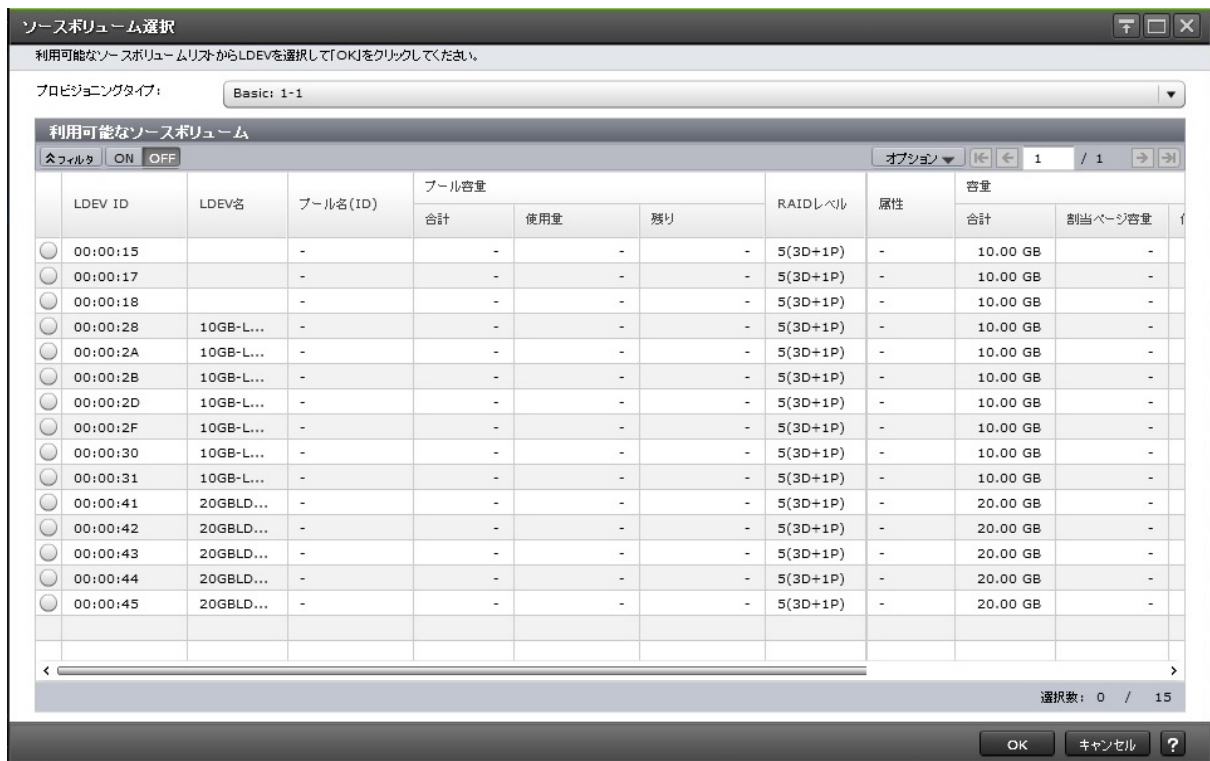 ソースボリューム選択
利用可能なソースボリュームリストからLDEVを選択して「OK」をクリックしてください。
プロビジョニングタイプ: Basic: 1-1
利用可能なソースボリューム
フィルタ ON OFF オプション 1 / 1
LDEV ID LDEV名 プール名(ID) プール容量 RAIDレベル 属性 容量
合計 使用量 残り 合計 割当ページ容量
00:00:15 - - - - 5(3D+1P) - 10.00 GB -
00:00:17 - - - - 5(3D+1P) - 10.00 GB -
00:00:18 - - - - 5(3D+1P) - 10.00 GB -
00:00:28 10GB-L... - - - - 5(3D+1P) - 10.00 GB -
00:00:2A 10GB-L... - - - - 5(3D+1P) - 10.00 GB -
00:00:2B 10GB-L... - - - - 5(3D+1P) - 10.00 GB -
00:00:2D 10GB-L... - - - - 5(3D+1P) - 10.00 GB -
00:00:2F 10GB-L... - - - - 5(3D+1P) - 10.00 GB -
00:00:30 10GB-L... - - - - 5(3D+1P) - 10.00 GB -
00:00:31 10GB-L... - - - - 5(3D+1P) - 10.00 GB -
00:00:41 20GBLD... - - - - 5(3D+1P) - 20.00 GB -
00:00:42 20GBLD... - - - - 5(3D+1P) - 20.00 GB -
00:00:43 20GBLD... - - - - 5(3D+1P) - 20.00 GB -
00:00:44 20GBLD... - - - - 5(3D+1P) - 20.00 GB -
00:00:45 20GBLD... - - - - 5(3D+1P) - 20.00 GB -
選択数: 0 / 15
OK キャンセル ?